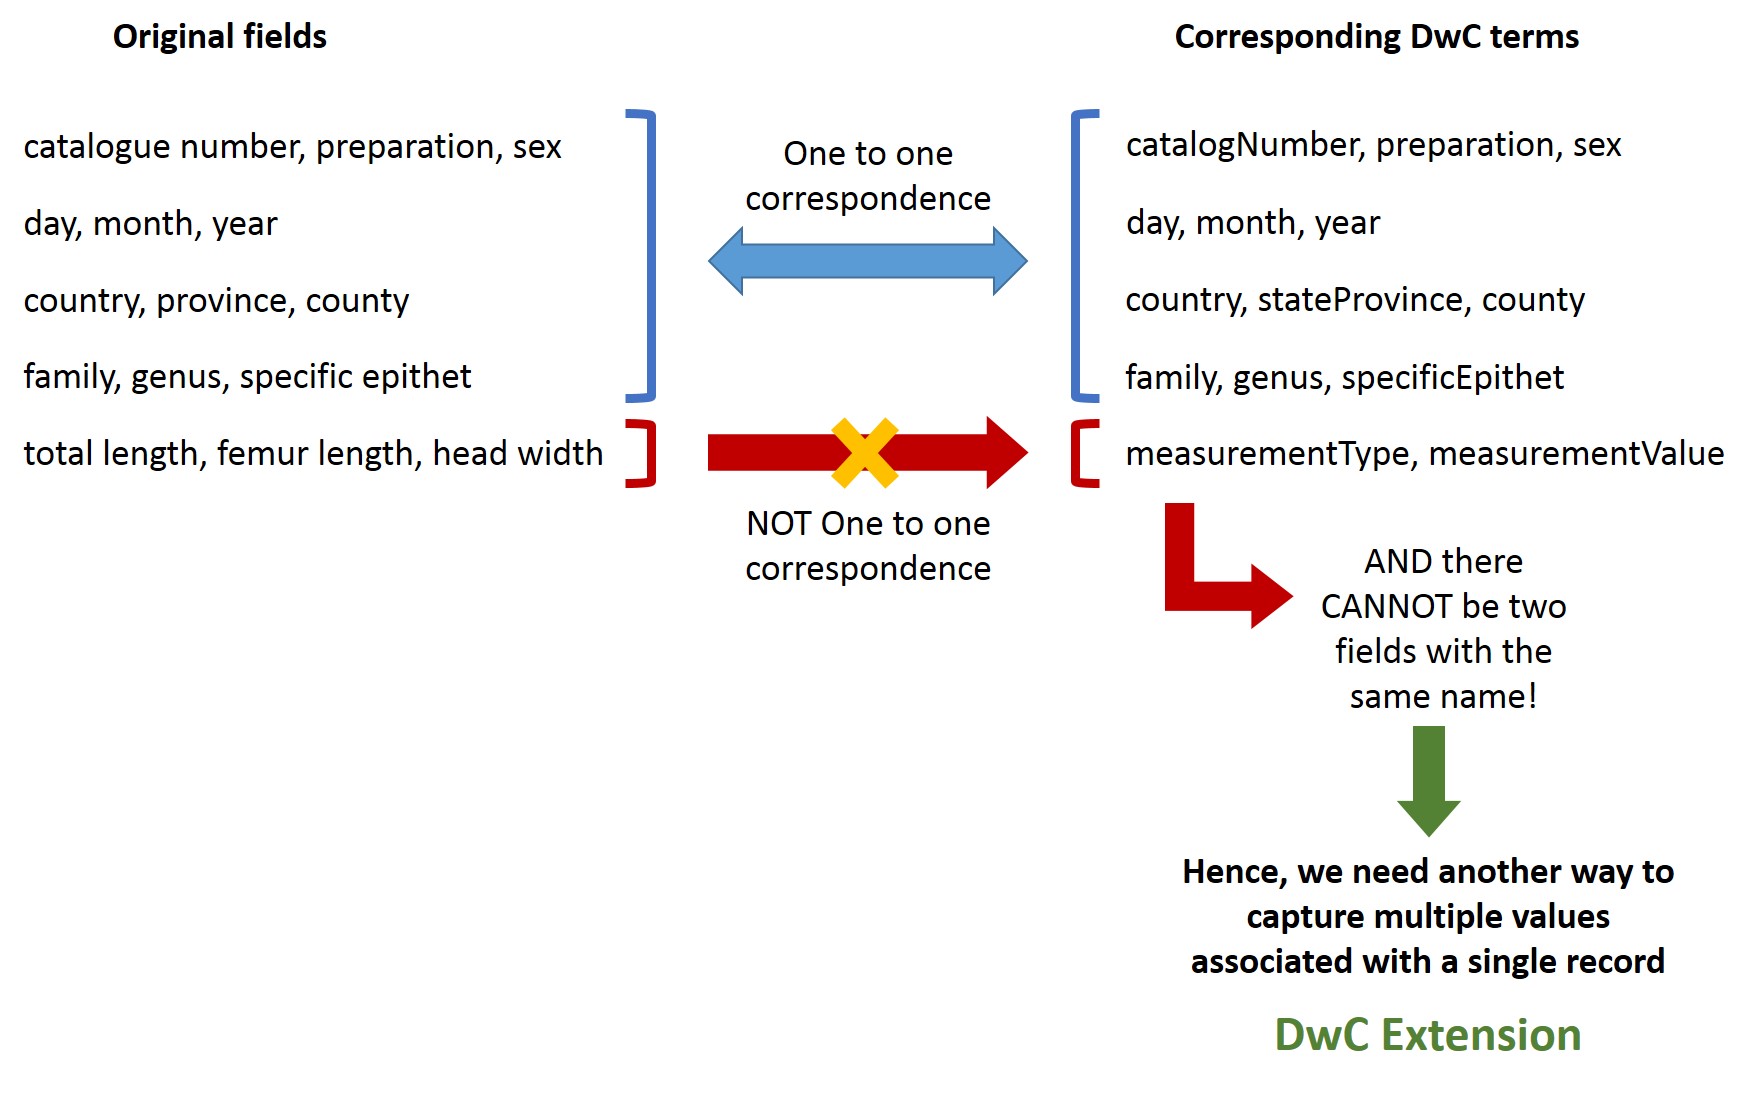 Original fields
Corresponding DwC terms
catalogue number, preparation, sex
day, month, year
country, province, county
family, genus, specific epithet
total length, femur length, head width
One to one
correspondence
NOT One to one
correspondence
catalogNumber, preparation, sex
day, month, year
country, stateProvince, county
family, genus, specificEpithet
measurementType, measurementValue
AND there
CANNOT be two
fields with the
same name!
Hence, we need another way to
capture multiple values
associated with a single record
DwC Extension